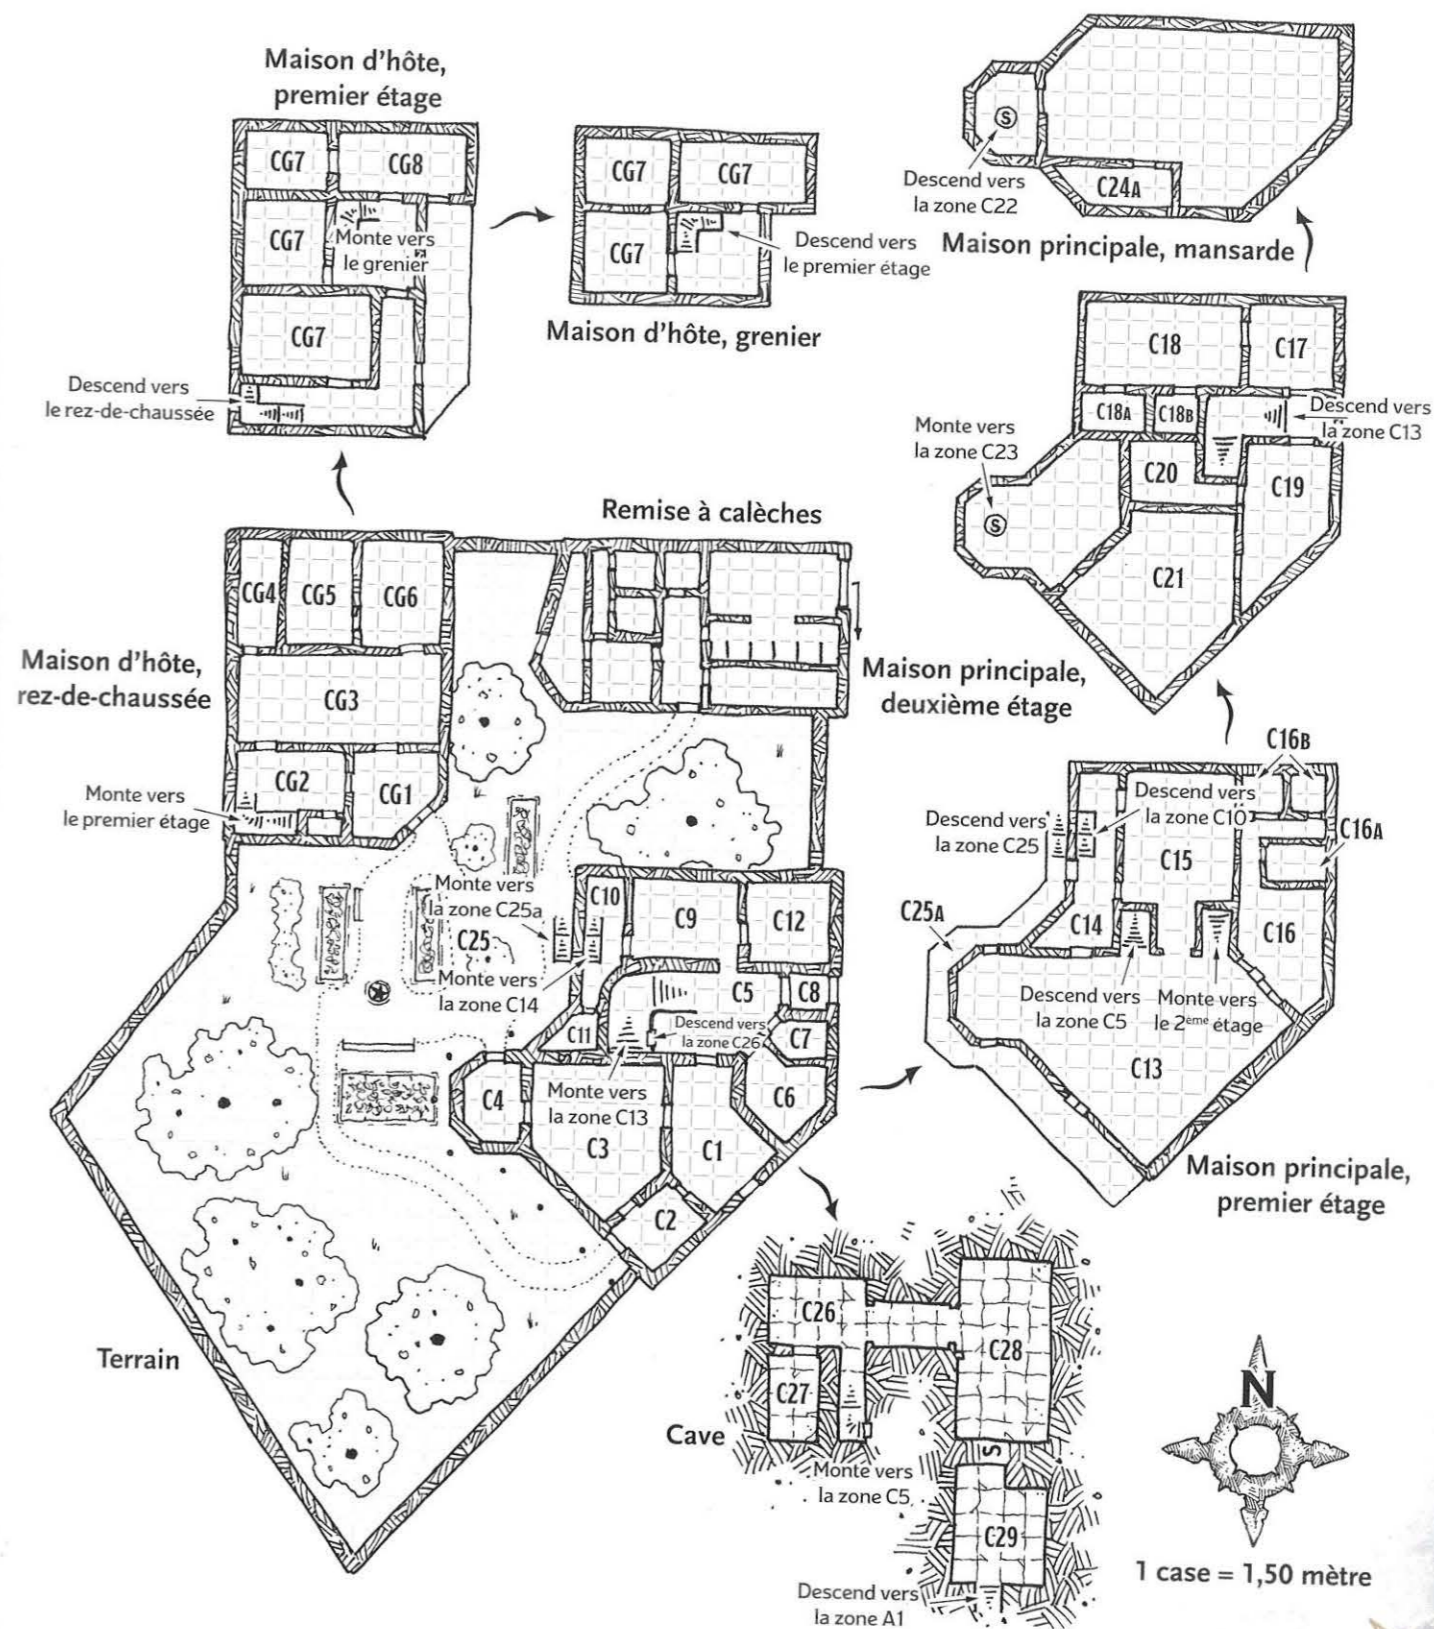 Maison d'hôte,
premier étage
CG7
CG8
CG7
Monte vers
le grenier
CG7
Descend vers
le rez-de-chaussée
CG7
CG7
CG7
Descend vers
le premier étage
Maison d'hôte, grenier
S
Descend vers
la zone C22
C24A
Maison principale, mansarde
C18
C17
C18A
C18B
Descend vers
la zone C13
Monte vers
la zone C23
C20
C19
S
C21
Maison principale,
deuxième étage
Remise à calèches
CG4
CG5
CG6
Maison d'hôte,
rez-de-chaussée
CG3
CG2
CG1
Monte vers
le premier étage
Monte vers
la zone C25a
C10
C9
C12
C25
Monte vers
la zone C14
C5
C8
C11
Descend vers
la zone C26
C7
S
C4
Monte vers
la zone C13
C6
C3
C1
C2
Terrain
C16B
Descend vers
la zone C10
Descend vers
la zone C25
C16A
C15
C25A
C14
C16
Descend vers
la zone C5
Monte vers
le 2ème étage
C13
Maison principale,
premier étage
C26
C28
C27
Cave
S
Monte vers
la zone C5
C29
Descend vers
la zone A1
N
1 case = 1,50 mètre